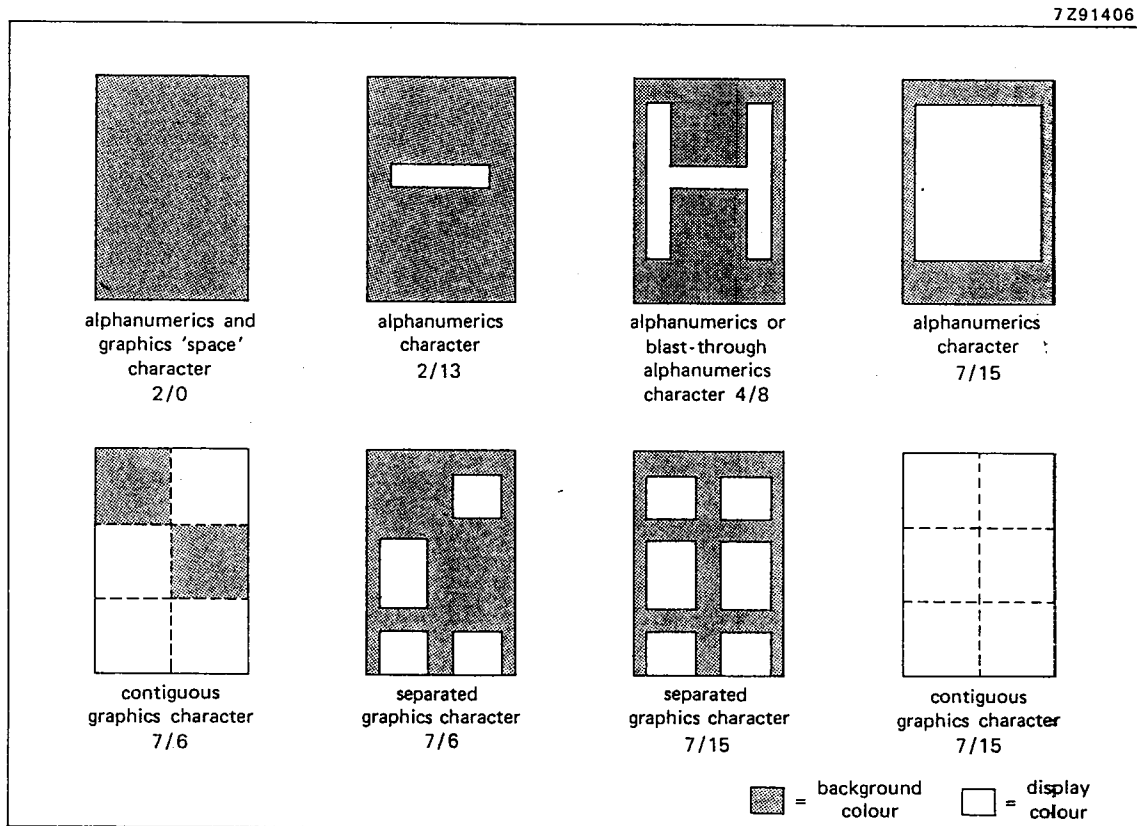 7Z91406
alphanumerics and
graphics 'space'
character
2/0
alphanumerics
character
2/13
alphanumerics or
blast-through
alphanumerics
character 4/8
alphanumerics
character
7/15
contiguous
graphics character
7/6
separated
graphics character
7/6
separated
graphics character
7/15
contiguous
graphics character
7/15
= background
colour
= display
colour